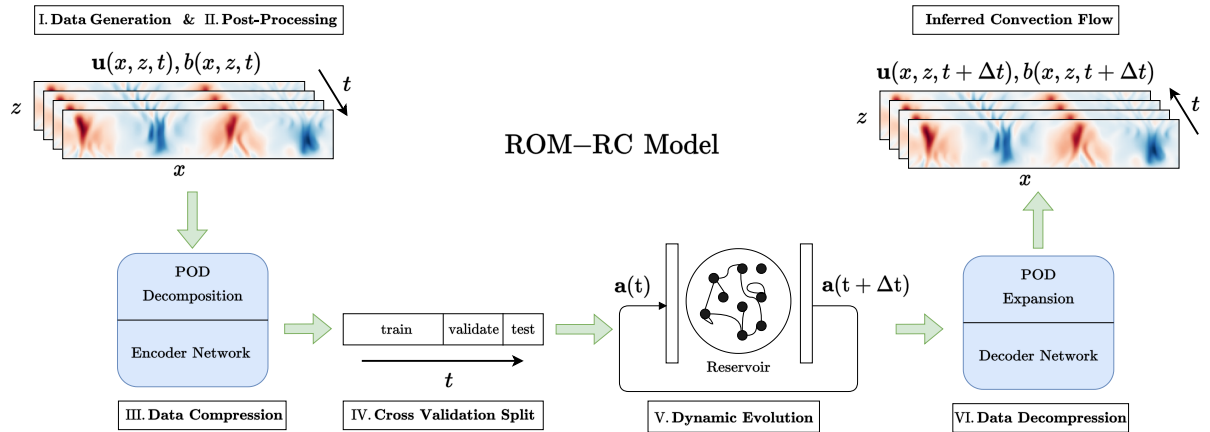 I. Data Generation & II. Post-Processing
u(x, z, t), b(x, z, t)
t
z
x
ROM–RC Model
Inferred Convection Flow
u(x, z, t + Δt), b(x, z, t + Δt)
t
z
x
POD
Decomposition
Encoder Network
III. Data Compression
train validate test
t
IV. Cross Validation Split
a(t)
a(t + Δt)
Reservoir
V. Dynamic Evolution
POD
Expansion
Decoder Network
VI. Data Decompression